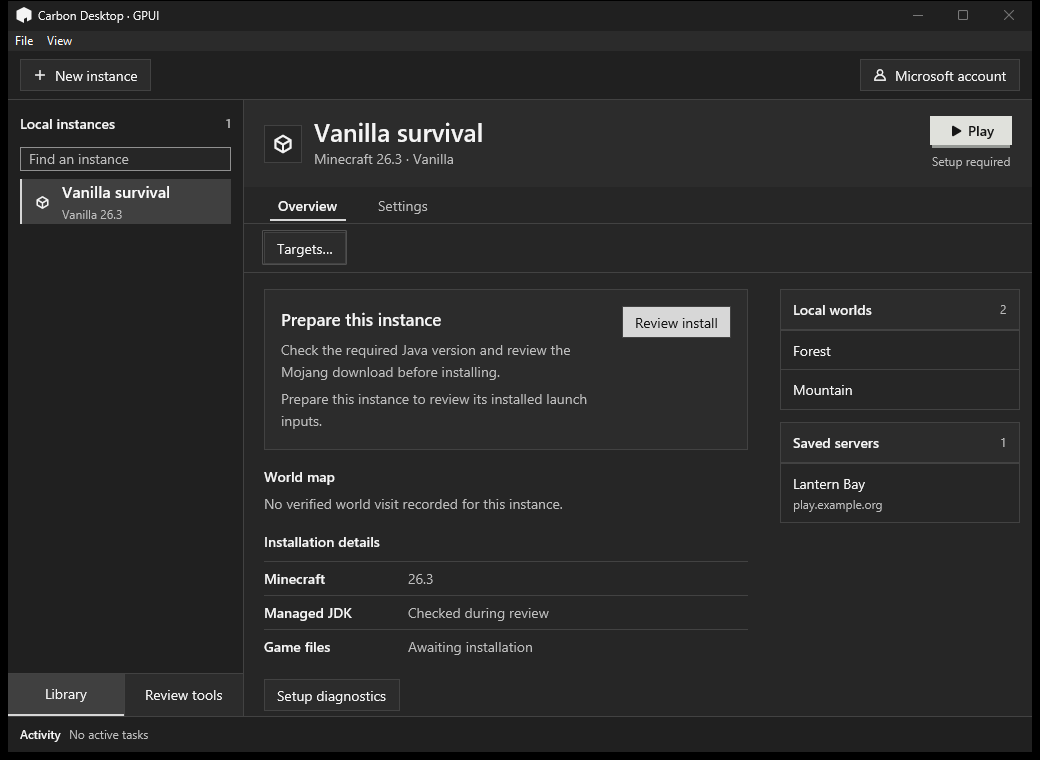 Carbon Desktop · GPUI
File View
New instance
Microsoft account
Local instances 1
Find an instance
Vanilla survival
Vanilla 26.3
Vanilla survival
Minecraft 26.3 · Vanilla
Play
Setup required
Overview Settings
Targets...
Prepare this instance
Review install
Check the required Java version and review the
Mojang download before installing.
Prepare this instance to review its installed launch
inputs.
World map
No verified world visit recorded for this instance.
Installation details
Minecraft 26.3
Managed JDK Checked during review
Game files Awaiting installation
Setup diagnostics
Local worlds 2
Forest
Mountain
Saved servers 1
Lantern Bay
play.example.org
Library Review tools
Activity No active tasks